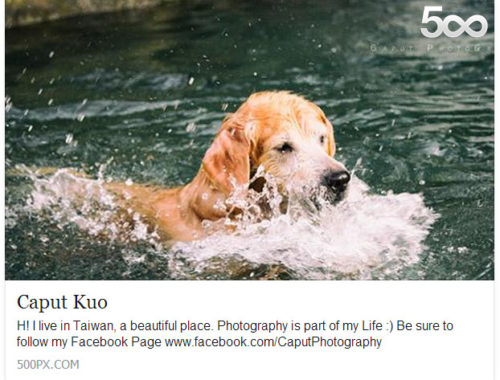 500
CAPUT PHOTOG
Caput Kuo
H! I live in Taiwan, a beautiful place. Photography is part of my Life :) Be sure to
follow my Facebook Page www.facebook.com/CaputPhotography
500PX.COM